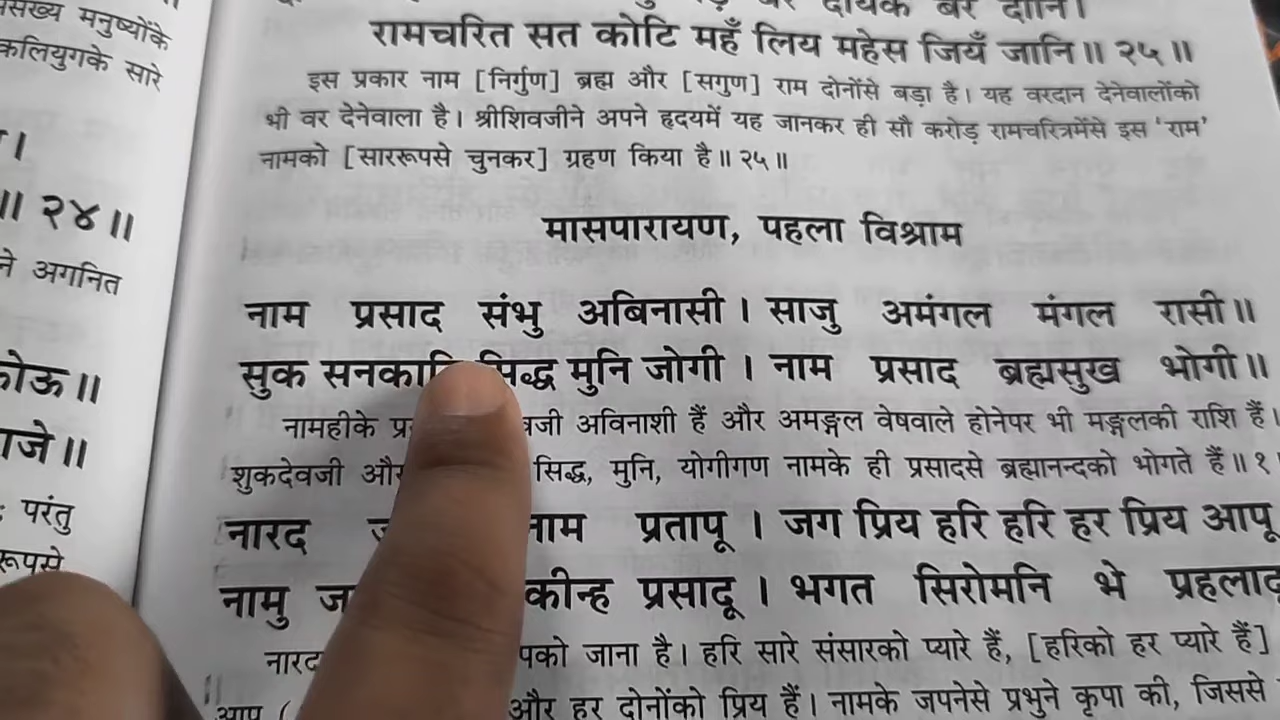 मनुष्योंके
कलियुगके सारे
।
॥ २४ ॥
ने अगनित
कोऊ ॥
॥
परंतु
रूपसे
बर दानि।
रामचरित सत कोटि महँ लिय महेस जियँ जानि ॥ २५ ॥
इस प्रकार नाम [निर्गुण] ब्रह्म और [सगुण] राम दोनोंसे बड़ा है। यह वरदान देनेवालोंको
भी वर देनेवाला है। श्रीशिवजीने अपने हृदयमें यह जानकर ही सौ करोड़ रामचरित्रमेंसे इस ‘राम’
नामको [साररूपसे चुनकर] ग्रहण किया है ॥ २५ ॥
मासपारायण, पहला विश्राम
नाम प्रसाद संभु अबिनासी । साजु अमंगल मंगल रासी ॥
सुक सनकादि सिद्ध मुनि जोगी । नाम प्रसाद ब्रह्मसुख भोगी ॥
नामहीके अविनाशी हैं और अमङ्गल वेषवाले होनेपर भी मङ्गलकी राशि हैं।
शुकदेवजी और सिद्ध, मुनि, योगीगण नामके ही प्रसादसे ब्रह्मानन्दको भोगते हैं ॥ १
नारद नाम प्रतापू । जग प्रिय हरि हरि हर प्रिय आपू
नामु कीन्ह प्रसादू । भगत सिरोमनि भे प्रहलाद
नारद पको जाना है। हरि सारे संसारको प्यारे हैं, [हरिको हर प्यारे हैं]
आप ( और हर दोनोंको प्रिय हैं। नामके जपनेसे प्रभुने कृपा की, जिससे